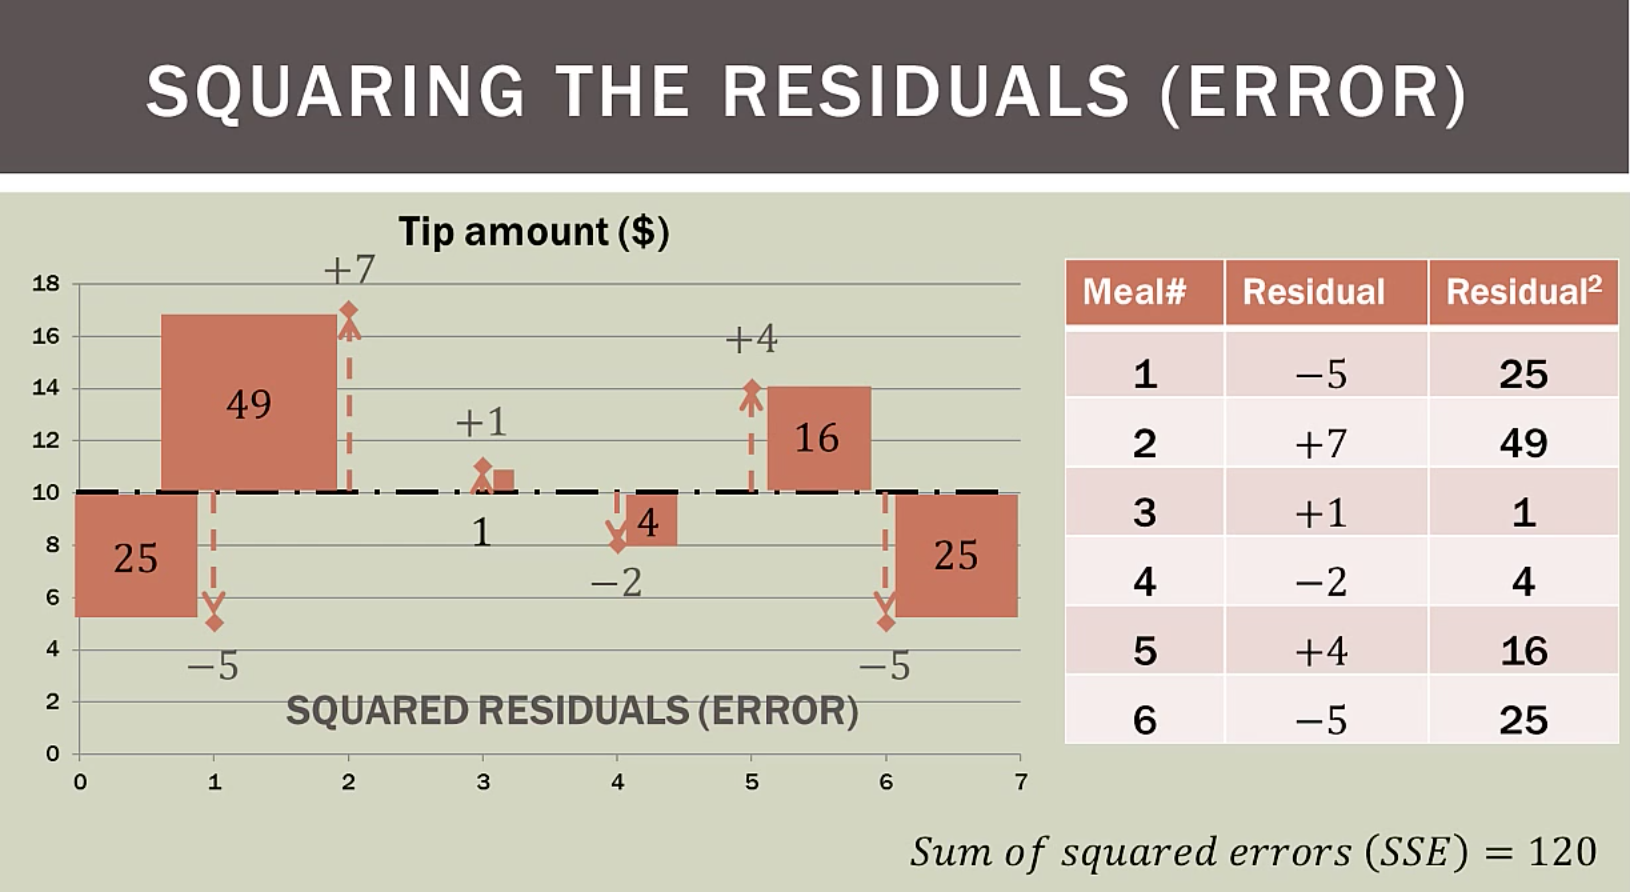 SQUARING THE RESIDUALS (ERROR)
Tip amount ($)
+7
18
16
+4
14
49
+1
16
12
10
1
4
25
25
8
−2
6
−5
−5
4
SQUARED RESIDUALS (ERROR)
2
0
0 1 2 3 4 5 6 7
Meal# Residual Residual²
1 −5 25
2 +7 49
3 +1 1
4 −2 4
5 +4 16
6 −5 25
Sum of squared errors (SSE) = 120